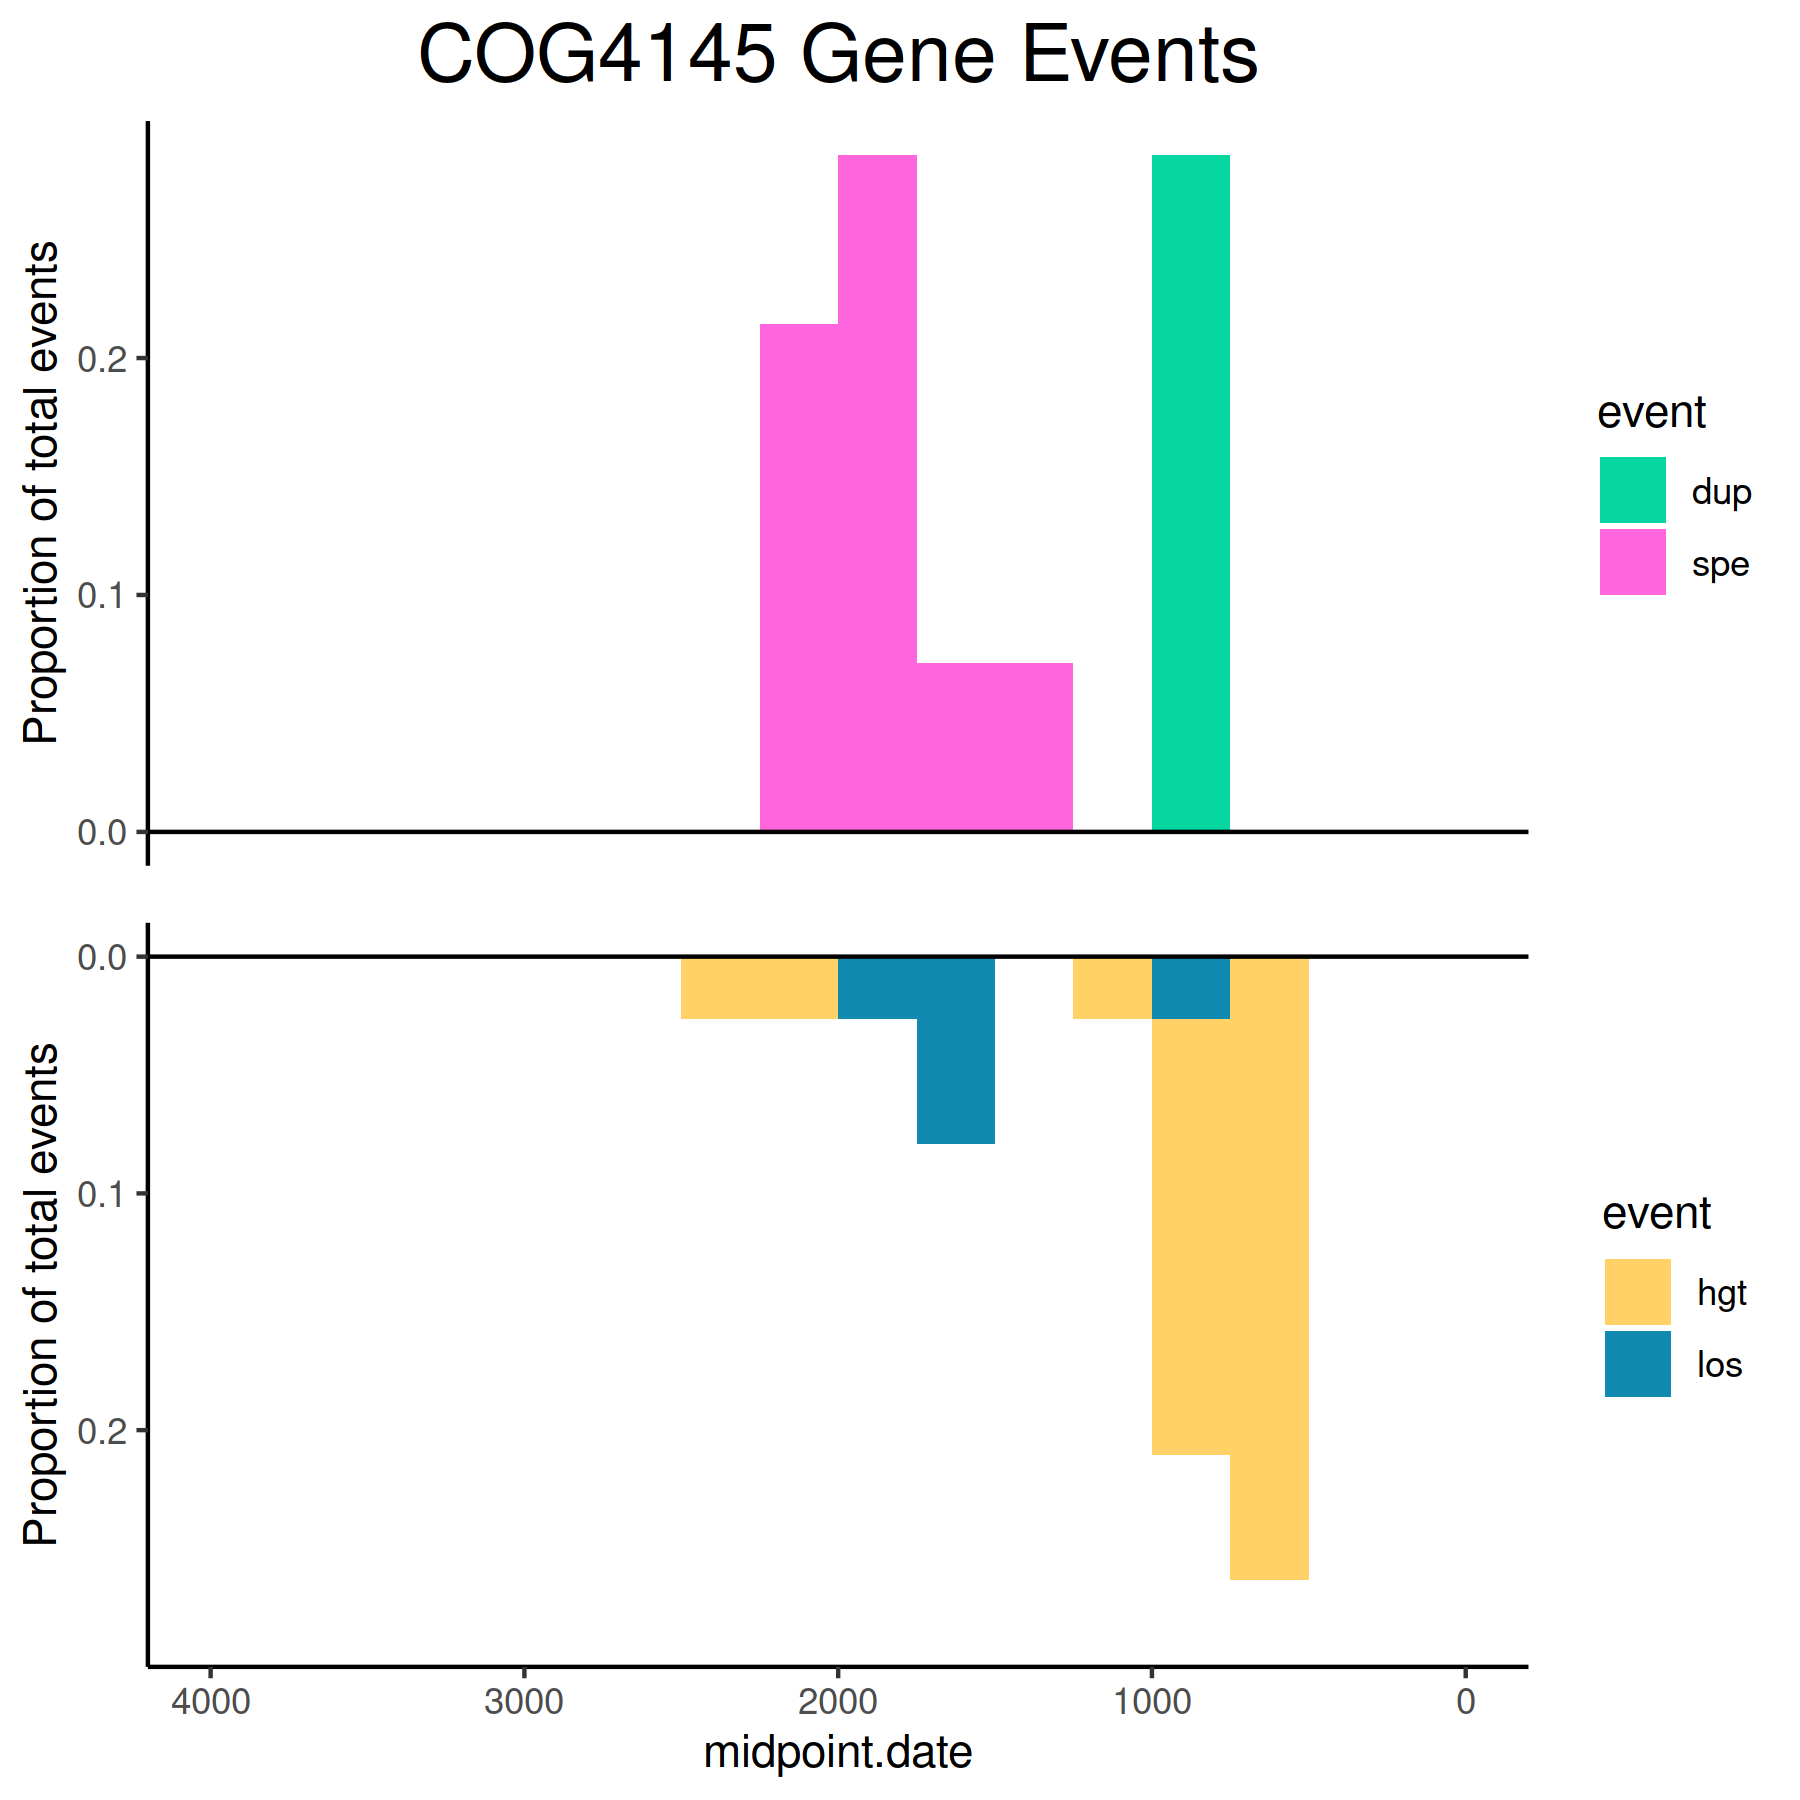 COG4145 Gene Events
Proportion of total events
0.2
0.1
0.0
event
dup
spe
Proportion of total events
0.0
0.1
0.2
event
hgt
los
4000 3000 2000 1000 0
midpoint.date